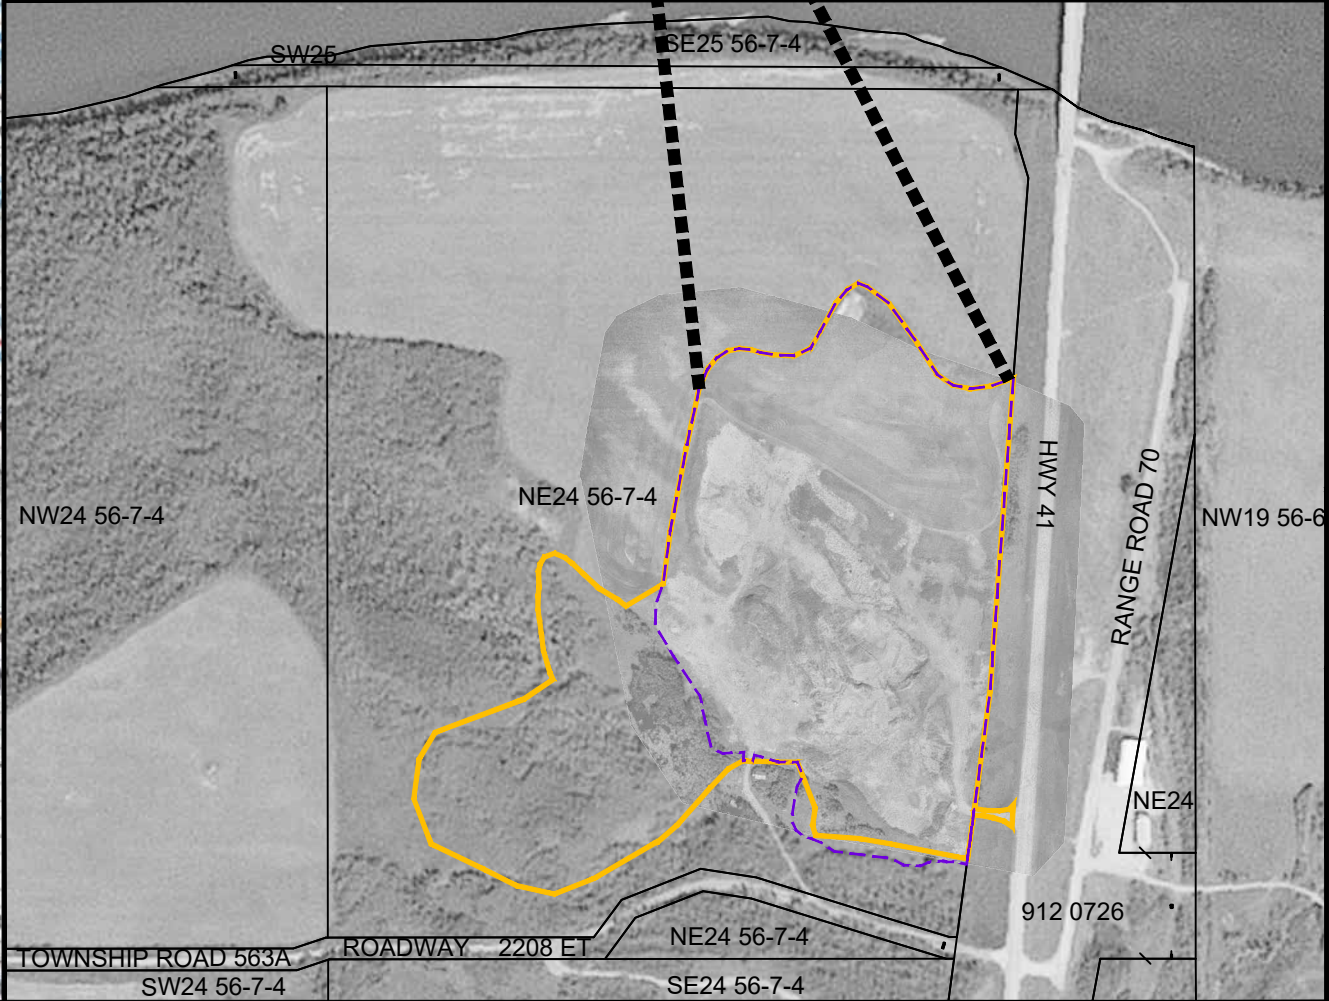 SW25
SE25 56-7-4
NE24 56-7-4
NW24 56-7-4
HWY 41
RANGE ROAD 70
NW19 56-6
NE24
912 0726
NE24 56-7-4
ROADWAY 2208 ET
TOWNSHIP ROAD 563A
SW24 56-7-4
SE24 56-7-4